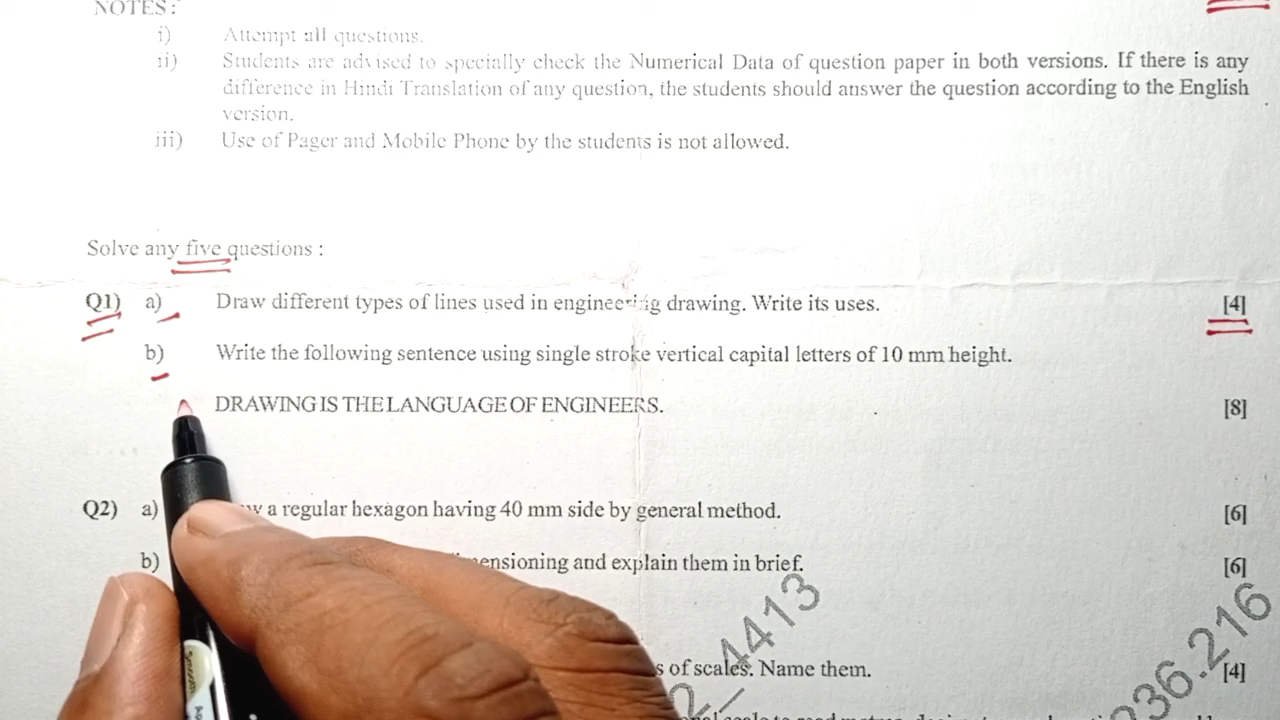 NOTES :
i) Attempt all questions.
ii) Students are advised to specially check the Numerical Data of question paper in both versions. If there is any
difference in Hindi Translation of any question, the students should answer the question according to the English
version.
iii) Use of Pager and Mobile Phone by the students is not allowed.
Solve any five questions :
Q1) a) Draw different types of lines used in engineering drawing. Write its uses. [4]
b) Write the following sentence using single stroke vertical capital letters of 10 mm height.
DRAWING IS THE LANGUAGE OF ENGINEERS. [8]
Q2) a) a regular hexagon having 40 mm side by general method. [6]
b) and explain them in brief. [6]
of scales. Name them. [4]
2_4413
236.216